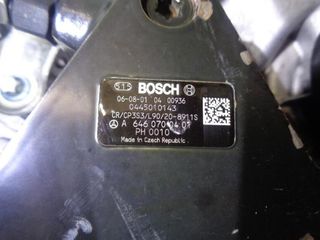 BOSCH
06-08-01 04 00936
0445010143
CR/CP3S3/L90/20-8911S
A 646 070 04 01
PH 0010
Made in Czech Republic